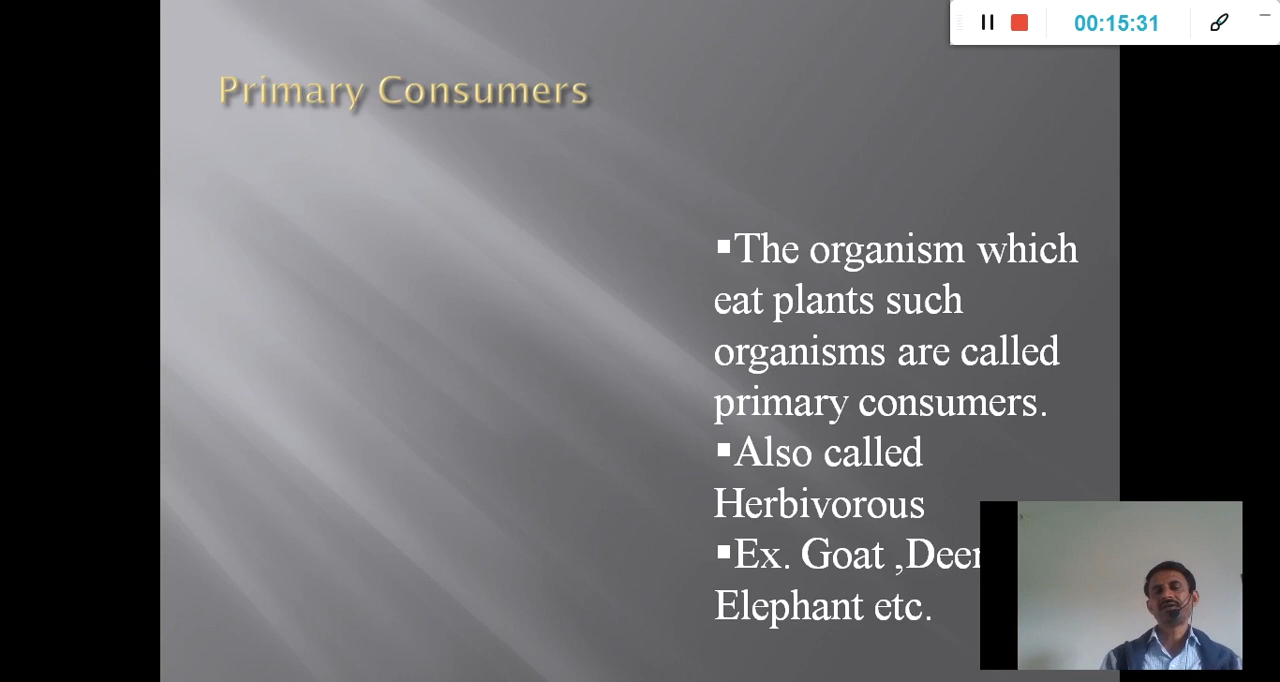 00:15:31
Primary Consumers
▪The organism which
eat plants such
organisms are called
primary consumers.
▪Also called
Herbivorous
▪Ex. Goat ,Deer
Elephant etc.